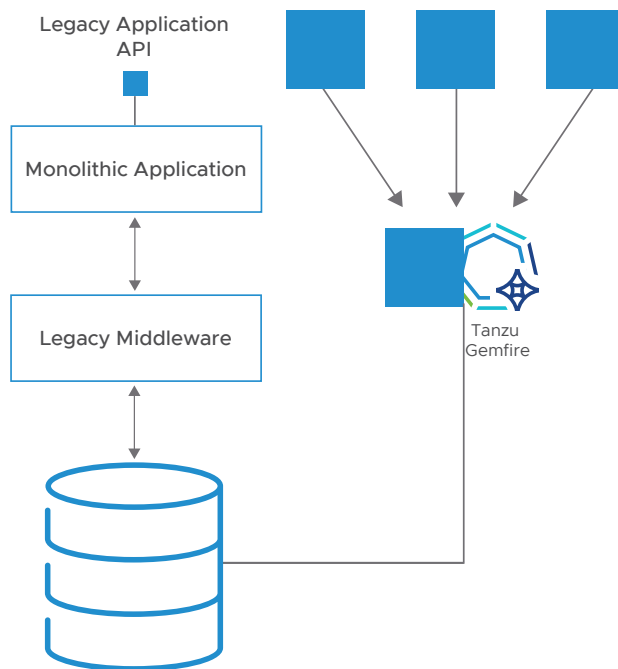 Legacy Application
API
Monolithic Application
Legacy Middleware
Tanzu
Gemfire